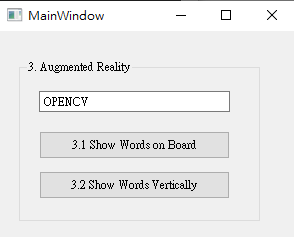 MainWindow
3. Augmented Reality
OPENCV
3.1 Show Words on Board
3.2 Show Words Vertically